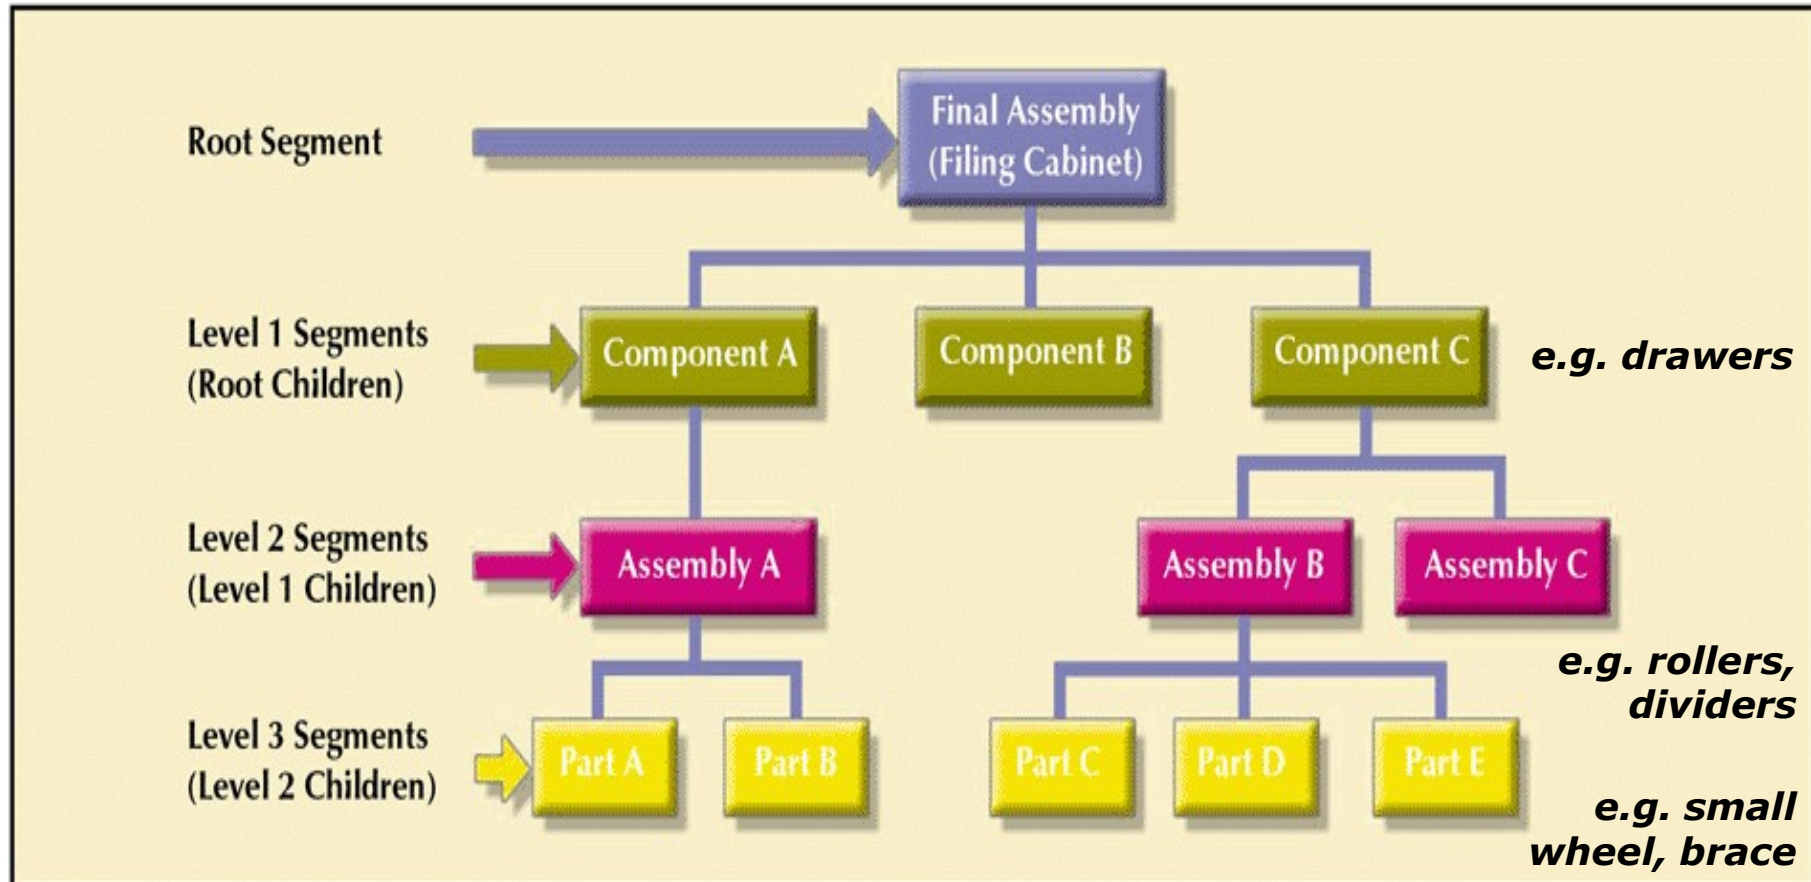 Root Segment
Final Assembly
(Filing Cabinet)
Level 1 Segments
(Root Children)
Component A
Component B
Component C
e.g. drawers
Level 2 Segments
(Level 1 Children)
Assembly A
Assembly B
Assembly C
e.g. rollers,
dividers
Level 3 Segments
(Level 2 Children)
Part A
Part B
Part C
Part D
Part E
e.g. small
wheel, brace